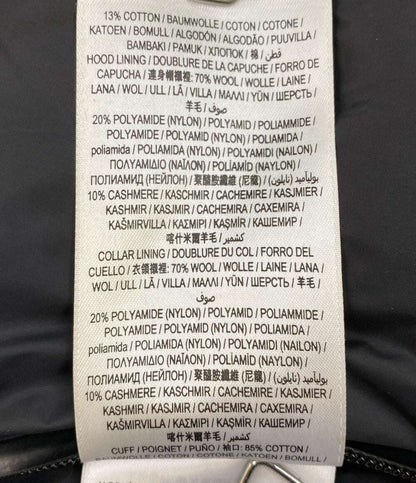 13% COTTON / BAUMWOLLE / COTON / COTONE /
KATOEN / BOMULL / ALGODÓN / ALGODÃO / PUUVILLA /
BAMBAKI / PAMUK / ХЛОПОК / 棉 / قطن /
HOOD LINING / DOUBLURE DE LA CAPUCHE / FORRO DE
CAPUCHA / 連身帽襯裡: 70% WOOL / WOLLE / LAINE /
LANA / WOL / ULL / LÃ / VILLA / ΜΑΛΛΙ / YÜN / ШЕРСТЬ /
羊毛 / صوف /
20% POLYAMIDE (NYLON) / POLYAMID / POLIAMMIDE /
POLYAMIDE / POLYAMID (NYLON) / POLIAMIDA /
poliamida / POLIAMIDA (NYLON) / POLYAMIDI (NAILON) /
ΠΟΛΥΑΜΙΔΙΟ (ΝΑΪΛΟΝ) / POLİAMİD (NAYLON) /
ПОЛИАМИД (НЕЙЛОН) / 聚醯胺纖維 (尼龍) / بوليأميد (نايلون) /
10% CASHMERE / KASCHMIR / CACHEMIRE / KASJMIER /
KASHMIR / KASJMIR / CACHEMIRA / CAXEMIRA /
KAŠMIRVILLA / ΚΑΣΜΙΡΙ / KAŞMİR / КАШЕМИР /
喀什米爾羊毛 / كشمير /
COLLAR LINING / DOUBLURE DU COL / FORRO DEL
CUELLO / 衣領襯裡: 70% WOOL / WOLLE / LAINE / LANA /
WOL / ULL / LÃ / VILLA / ΜΑΛΛΙ / YÜN / ШЕРСТЬ / 羊毛 /
صوف /
20% POLYAMIDE (NYLON) / POLYAMID / POLIAMMIDE /
POLYAMIDE / POLYAMID (NYLON) / POLIAMIDA /
poliamida / POLIAMIDA (NYLON) / POLYAMIDI (NAILON) /
ΠΟΛΥΑΜΙΔΙΟ (ΝΑΪΛΟΝ) / POLİAMİD (NAYLON) /
ПОЛИАМИД (НЕЙЛОН) / 聚醯胺纖維 (尼龍) / بوليأميد (نايلون) /
10% CASHMERE / KASCHMIR / CACHEMIRE / KASJMIER /
KASHMIR / KASJMIR / CACHEMIRA / CAXEMIRA /
KAŠMIRVILLA / ΚΑΣΜΙΡΙ / KAŞMİR / КАШЕМИР /
喀什米爾羊毛 / كشمير /
CUFF / POIGNET / PUÑO / 袖口: 85% COTTON /
BAUMWOLLE / COTON / COTONE / KATOEN / BOMULL /